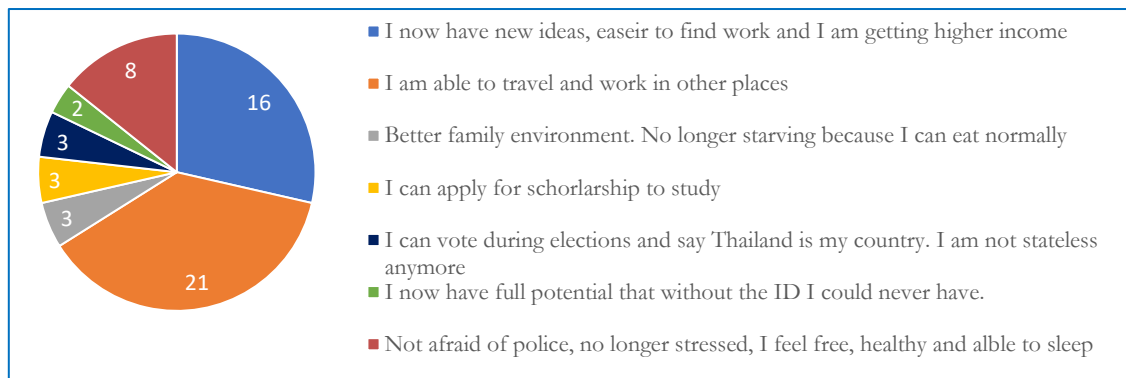 8
16
2
3
3
3
21
I now have new ideas, easeir to find work and I am getting higher income
I am able to travel and work in other places
Better family environment. No longer starving because I can eat normally
I can apply for schorlarship to study
I can vote during elections and say Thailand is my country. I am not stateless
anymore
I now have full potential that without the ID I could never have.
Not afraid of police, no longer stressed, I feel free, healthy and alble to sleep